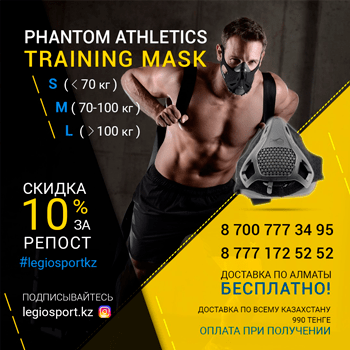 PHANTOM ATHLETICS
TRAINING MASK
S (<70 кг)
M (70-100 кг)
L (>100 кг)
СКИДКА
10% ЗА
РЕПОСТ
#legiosportkz
ПОДПИСЫВАЙТЕСЬ
legiosport.kz
8 700 777 34 95
8 777 172 52 52
ДОСТАВКА ПО АЛМАТЫ
БЕСПЛАТНО!
ДОСТАВКА ПО ВСЕМУ КАЗАХСТАНУ
990 ТЕНГЕ
ОПЛАТА ПРИ ПОЛУЧЕНИИ